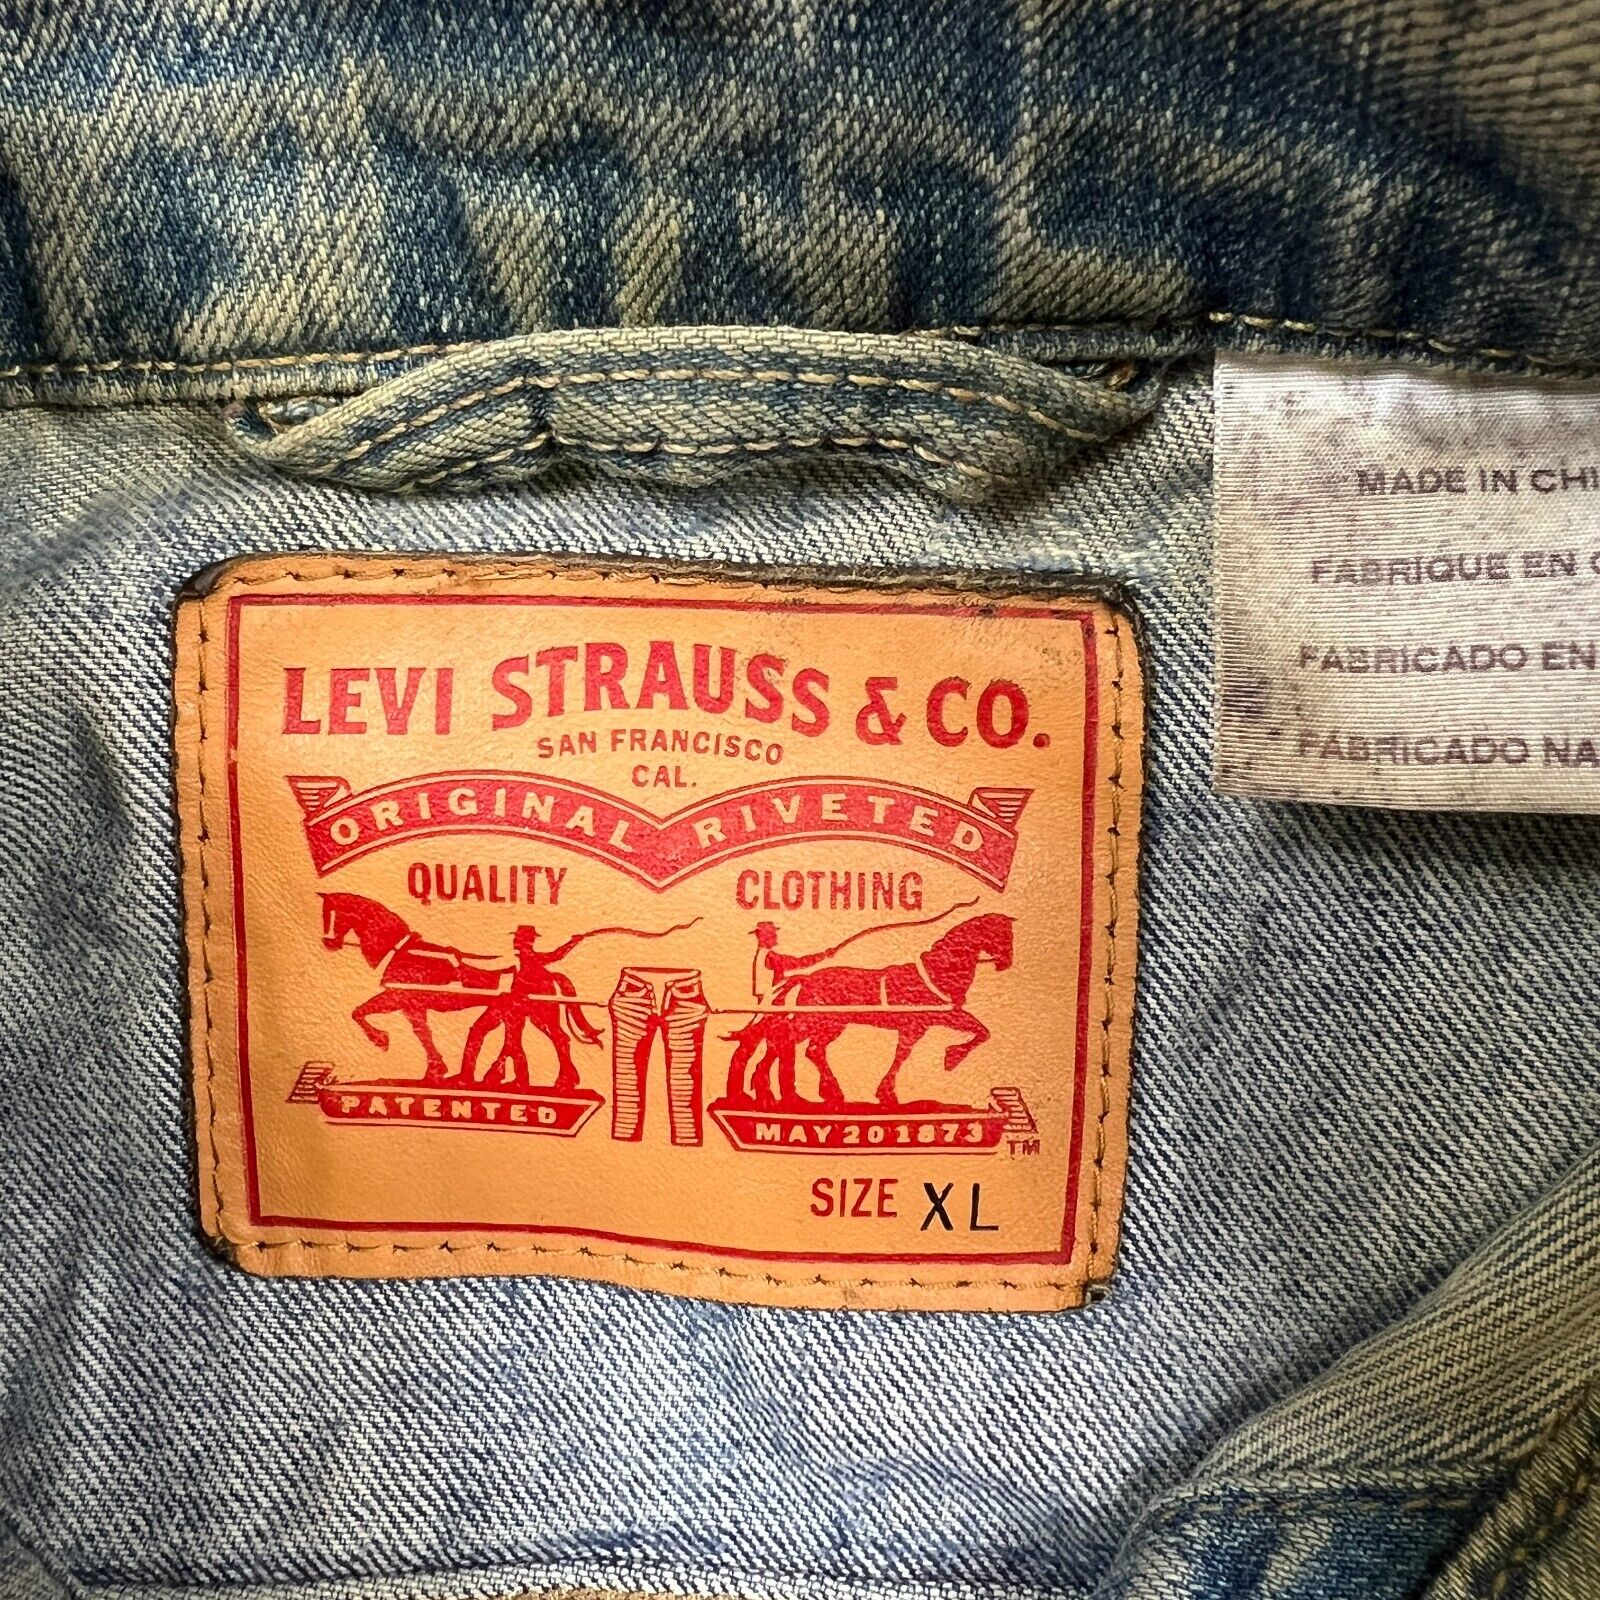 LEVI STRAUSS & CO.
SAN FRANCISCO
CAL.
ORIGINAL RIVETED
QUALITY CLOTHING
PATENTED MAY 20 1873
TM
SIZE XL
MADE IN CHI
FABRIQUE EN C
FABRICADO EN
FABRICADO NA